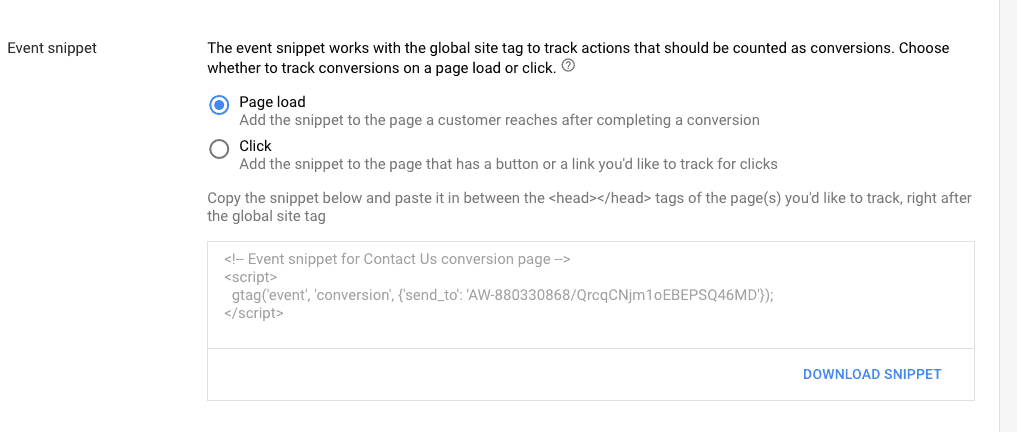 Event snippet
The event snippet works with the global site tag to track actions that should be counted as conversions. Choose
whether to track conversions on a page load or click. ?
Page load
Add the snippet to the page a customer reaches after completing a conversion
Click
Add the snippet to the page that has a button or a link you'd like to track for clicks
Copy the snippet below and paste it in between the <head></head> tags of the page(s) you'd like to track, right after
the global site tag
<!-- Event snippet for Contact Us conversion page -->
<script>
gtag('event', 'conversion', {'send_to': 'AW-880330868/QrcqCNjm1oEBEPSQ46MD'});
</script>
DOWNLOAD SNIPPET